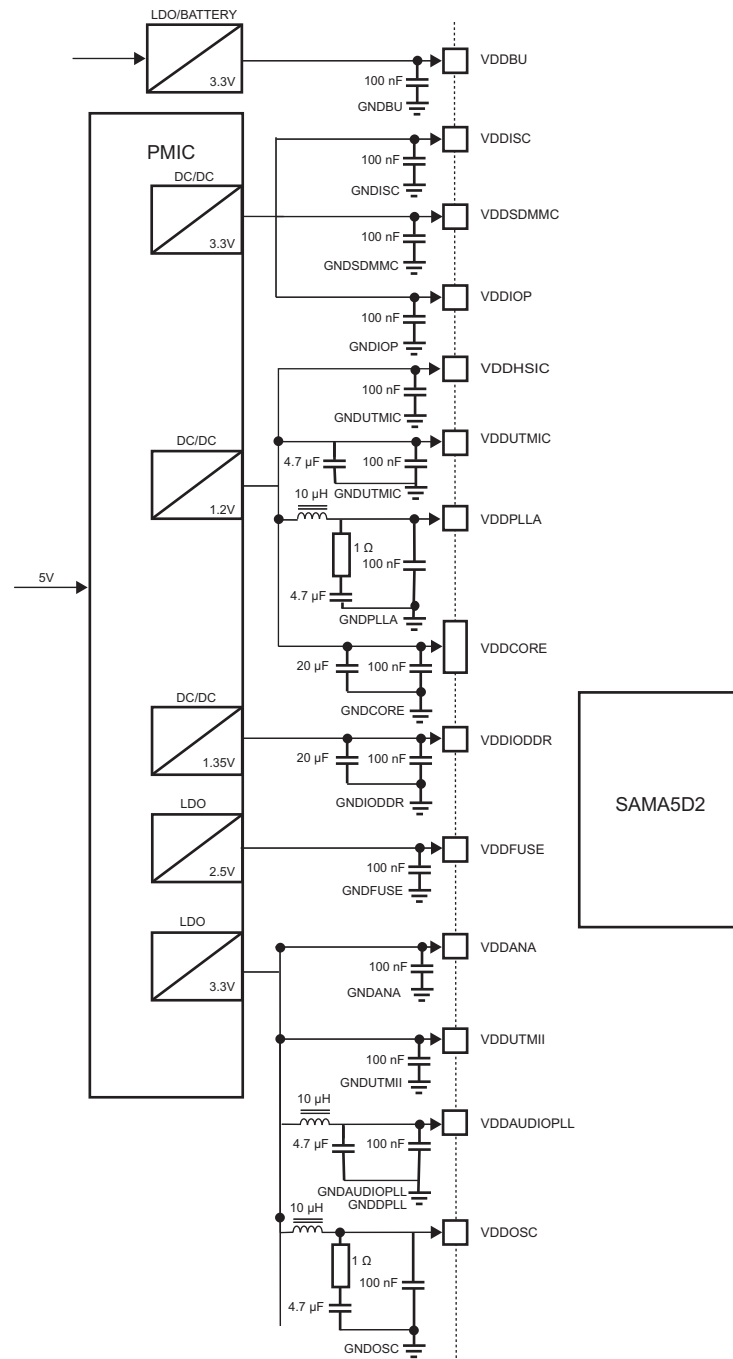 LDO/BATTERY
3.3V
VDDBU
100 nF
GNDBU
PMIC
VDDISC
100 nF
GNDISC
DC/DC
3.3V
VDDSDMMC
100 nF
GNDSDMMC
VDDIOP
100 nF
GNDIOP
VDDHSIC
100 nF
GNDUTMIC
DC/DC
1.2V
VDDUTMIC
4.7 µF
100 nF
GNDUTMIC
10 µH
VDDPLLA
1 Ω
100 nF
4.7 µF
GNDPLLA
5V
VDDCORE
20 µF
100 nF
GNDCORE
DC/DC
1.35V
VDDIODDR
20 µF
100 nF
GNDIODDR
SAMA5D2
LDO
2.5V
VDDFUSE
100 nF
GNDFUSE
LDO
3.3V
VDDANA
100 nF
GNDANA
VDDUTMII
100 nF
GNDUTMII
10 µH
VDDAUDIOPLL
4.7 µF
100 nF
GNDAUDIOPLL
GNDDPLL
10 µH
VDDOSC
1 Ω
100 nF
4.7 µF
GNDOSC